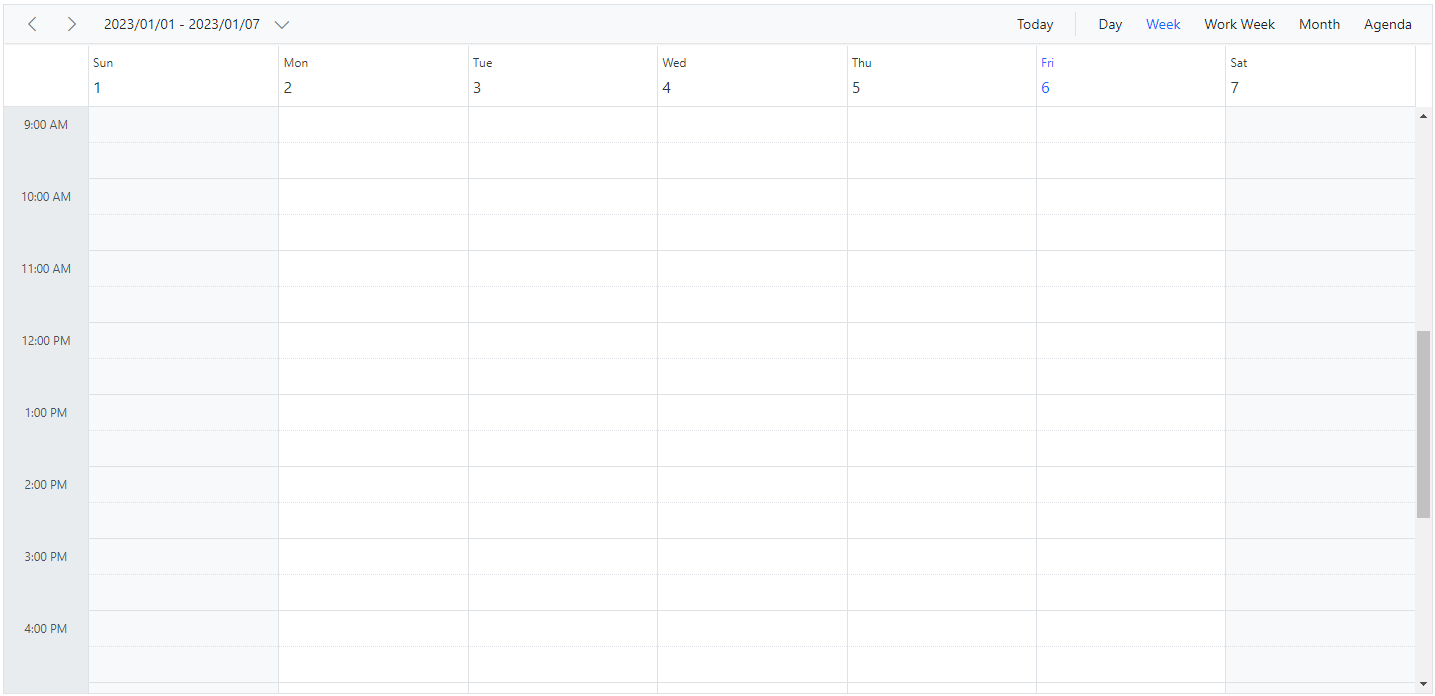 2023/01/01 - 2023/01/07 Today Day Week Work Week Month Agenda
Sun Mon Tue Wed Thu Fri Sat
1 2 3 4 5 6 7
9:00 AM
10:00 AM
11:00 AM
12:00 PM
1:00 PM
2:00 PM
3:00 PM
4:00 PM